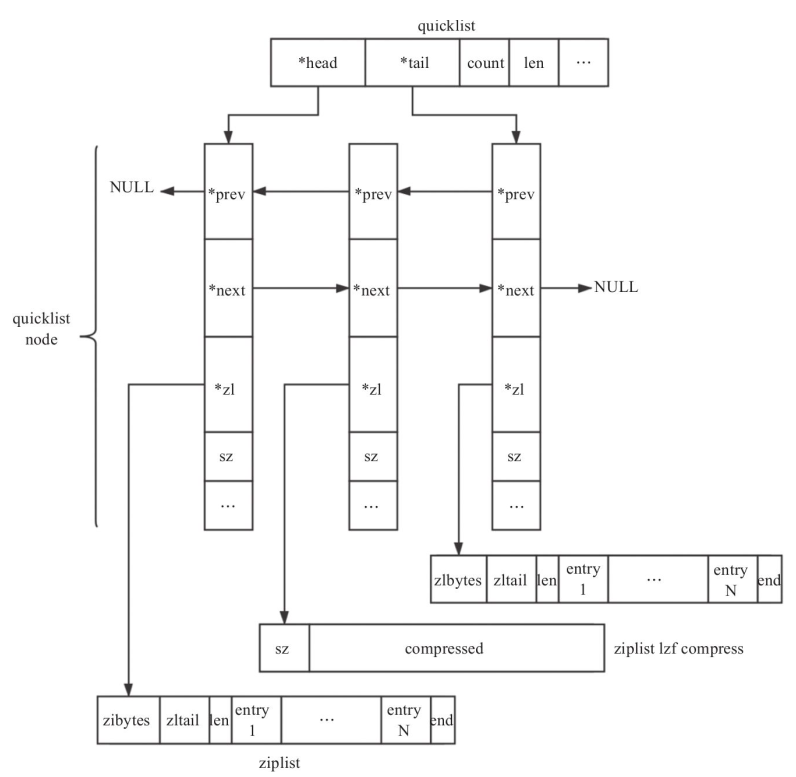 quicklist
*head *tail count len ...
NULL *prev *prev *prev
*next *next *next NULL
quicklist
node
*zl *zl *zl
sz sz sz
... ... ...
zlbytes zltail len entry 1 ... entry N end
sz compressed ziplist lzf compress
zibytes zltail len entry 1 ... entry N end
ziplist